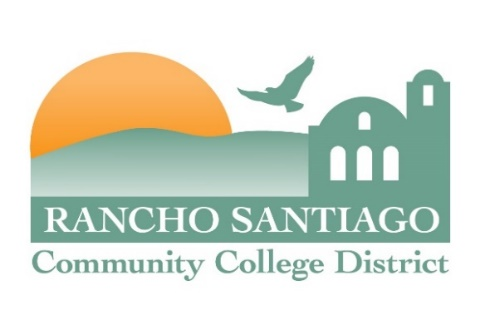 RANCHO SANTIAGO
Community College District